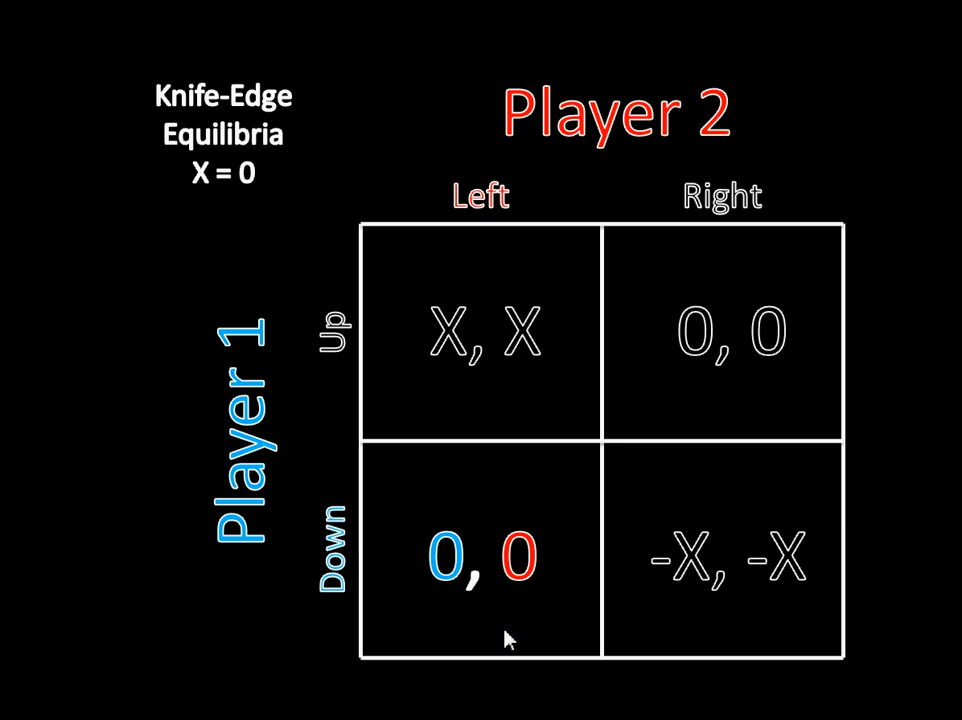 Knife-Edge
Equilibria
X = 0
Player 2
Left
Right
Player 1
Up
X, X
0, 0
Down
0, 0
-X, -X